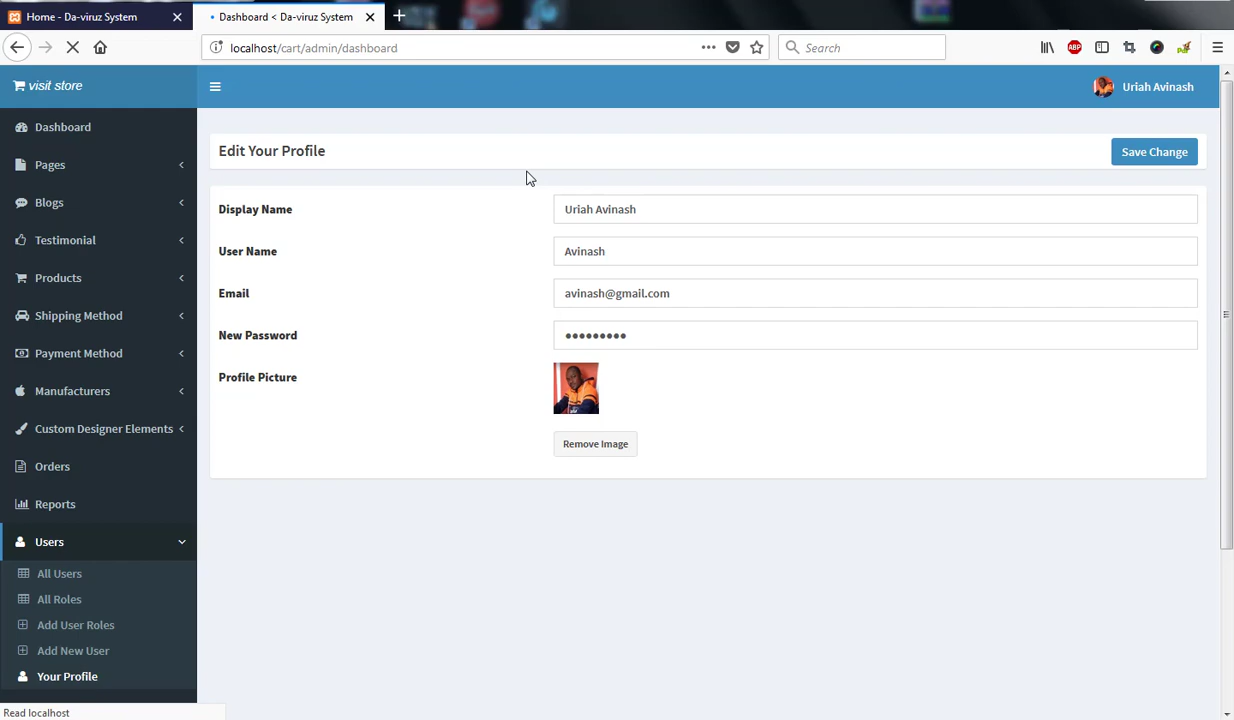 Home - Da-viruz System
Dashboard < Da-viruz System
localhost/cart/admin/dashboard
Search
ABP
visit store
Uriah Avinash
Dashboard
Pages
Blogs
Testimonial
Products
Shipping Method
Payment Method
Manufacturers
Custom Designer Elements
Orders
Reports
Users
All Users
All Roles
Add User Roles
Add New User
Your Profile
Edit Your Profile
Save Change
Display Name
Uriah Avinash
User Name
Avinash
Email
avinash@gmail.com
New Password
•••••••••
Profile Picture
Remove Image
Read localhost